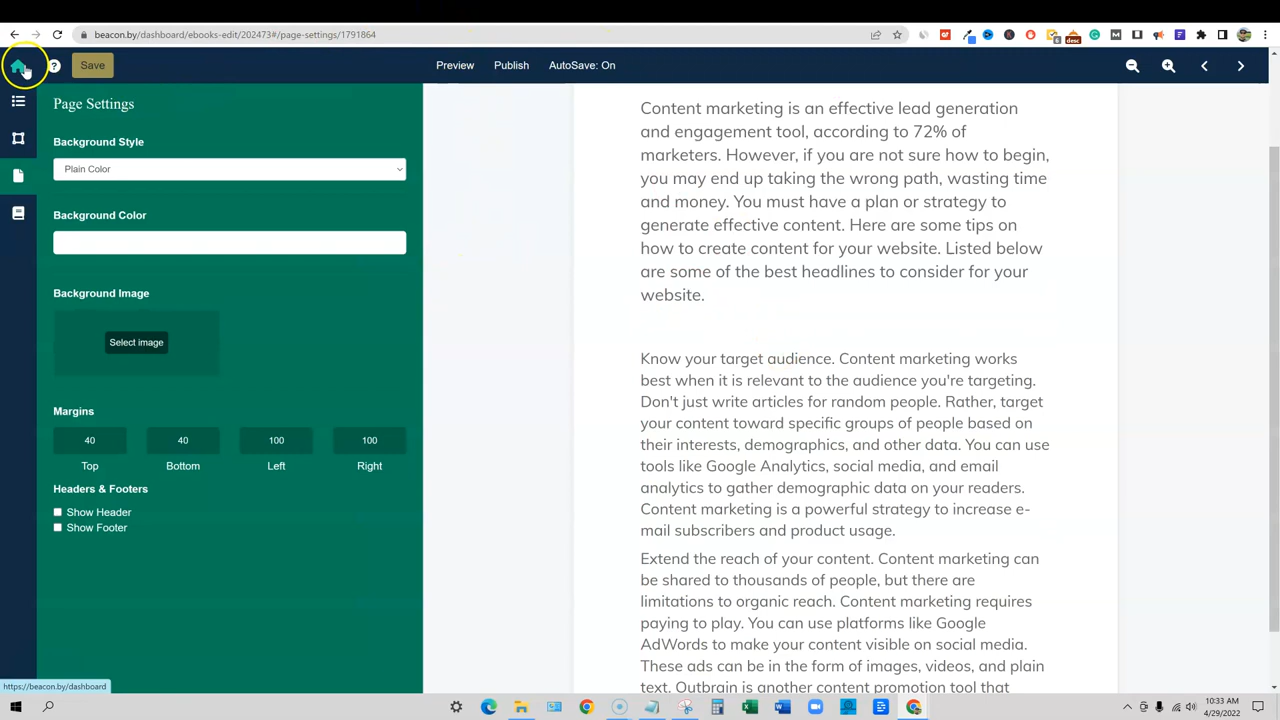 beacon.by/dashboard/ebooks-edit/202473#/page-settings/1791864
6
desc
?
Save
Preview
Publish
AutoSave: On
Page Settings
Background Style
Plain Color
Background Color
Background Image
Select image
Margins
40
40
100
100
Top
Bottom
Left
Right
Headers & Footers
Show Header
Show Footer
Content marketing is an effective lead generation
and engagement tool, according to 72% of
marketers. However, if you are not sure how to begin,
you may end up taking the wrong path, wasting time
and money. You must have a plan or strategy to
generate effective content. Here are some tips on
how to create content for your website. Listed below
are some of the best headlines to consider for your
website.
Know your target audience. Content marketing works
best when it is relevant to the audience you're targeting.
Don't just write articles for random people. Rather, target
your content toward specific groups of people based on
their interests, demographics, and other data. You can use
tools like Google Analytics, social media, and email
analytics to gather demographic data on your readers.
Content marketing is a powerful strategy to increase e-
mail subscribers and product usage.
Extend the reach of your content. Content marketing can
be shared to thousands of people, but there are
limitations to organic reach. Content marketing requires
paying to play. You can use platforms like Google
AdWords to make your content visible on social media.
These ads can be in the form of images, videos, and plain
text. Outbrain is another content promotion tool that
https://beacon.by/dashboard
10:33 AM
4/29/2022